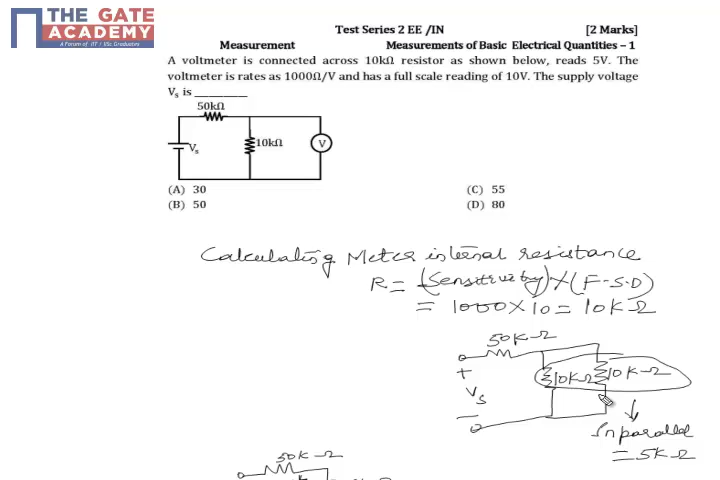 THE GATE
ACADEMY
A Forum of IIT / IISc Graduates
Test Series 2 EE /IN [2 Marks]
Measurement Measurements of Basic Electrical Quantities – 1
A voltmeter is connected across 10kΩ resistor as shown below, reads 5V. The
voltmeter is rates as 1000Ω/V and has a full scale reading of 10V. The supply voltage
Vs is ________
50kΩ
Vs
10kΩ
V
(A) 30 (C) 55
(B) 50 (D) 80
Calculating Meter internal resistance
R = (Sensitivity) × (F.S.D)
= 1000 × 10 = 10K Ω
50K Ω
+
Vs
−
10K Ω
10K Ω
In parallel
= 5K Ω
50K Ω